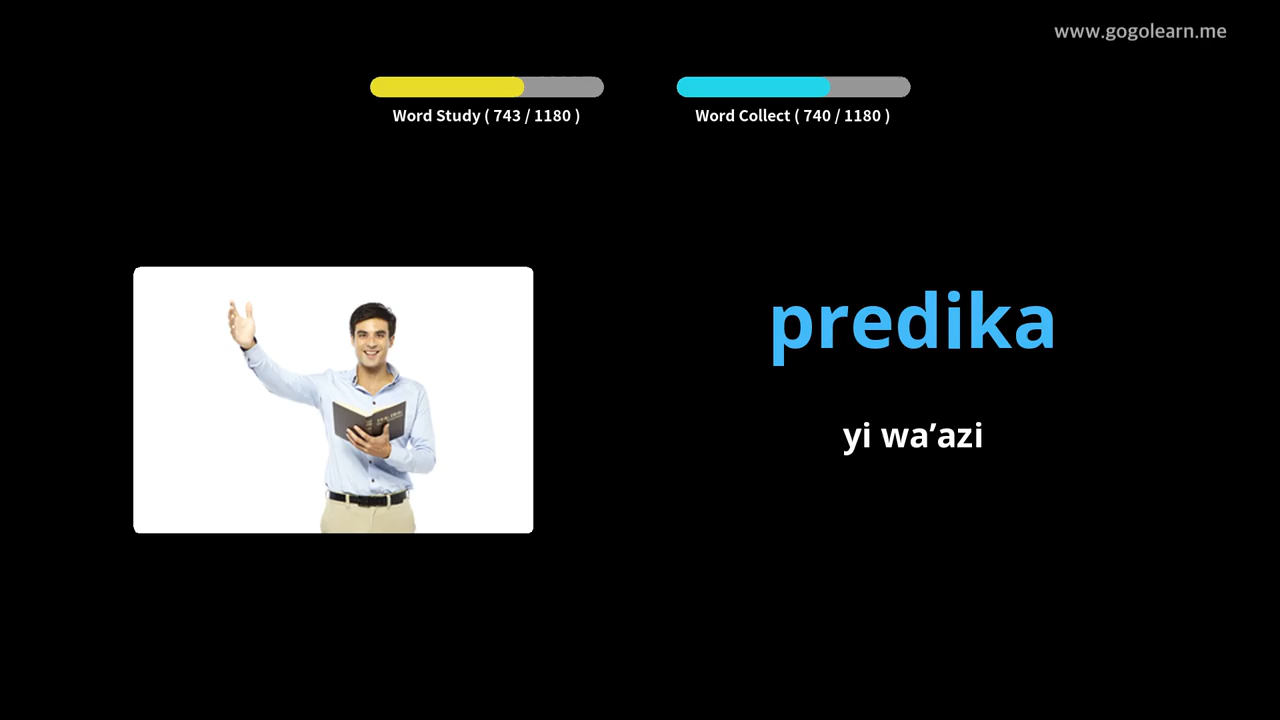 www.gogolearn.me
Word Study ( 743 / 1180 )
Word Collect ( 740 / 1180 )
predika
yi wa’azi